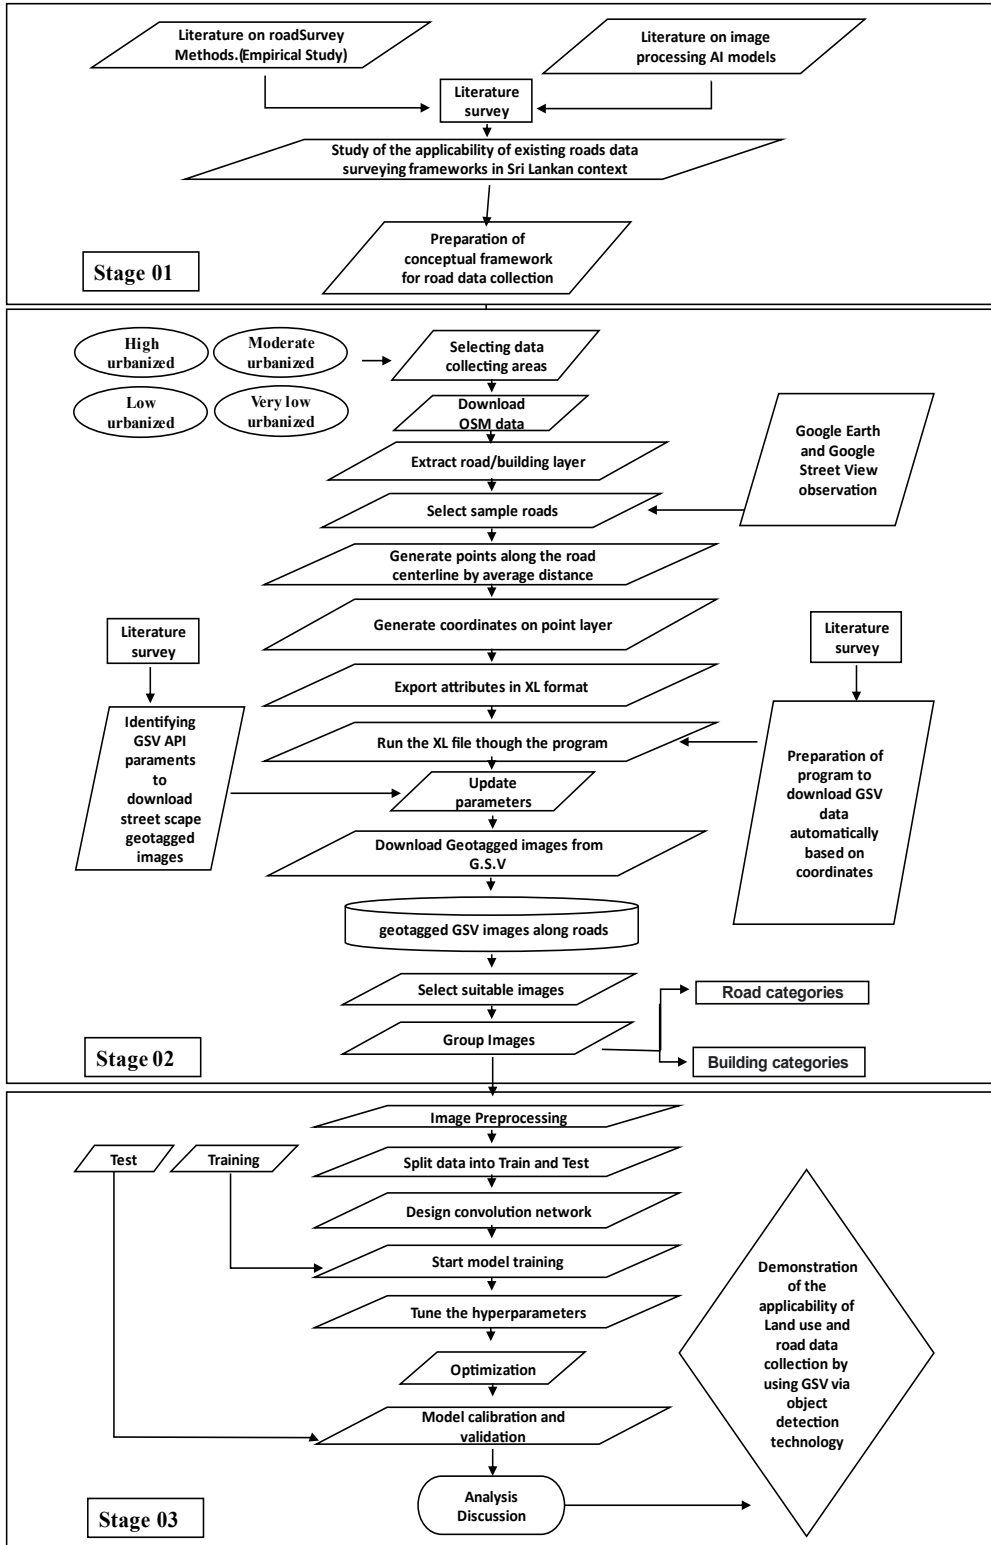 Literature on roadSurvey
Methods.(Empirical Study)
Literature on image
processing AI models
Literature
survey
Study of the applicability of existing roads data
surveying frameworks in Sri Lankan context
Preparation of
conceptual framework
for road data collection
Stage 01
High
urbanized
Moderate
urbanized
Low
urbanized
Very low
urbanized
Selecting data
collecting areas
Download
OSM data
Extract road/building layer
Google Earth
and Google
Street View
observation
Select sample roads
Generate points along the road
centerline by average distance
Generate coordinates on point layer
Literature
survey
Literature
survey
Export attributes in XL format
Identifying
GSV API
paraments
to
download
street scape
geotagged
images
Run the XL file though the program
Preparation of
program to
download GSV
data
automatically
based on
coordinates
Update
parameters
Download Geotagged images from
G.S.V
geotagged GSV images along roads
Select suitable images
Road categories
Group Images
Building categories
Stage 02
Image Preprocessing
Test
Training
Split data into Train and Test
Design convolution network
Start model training
Tune the hyperparameters
Optimization
Model calibration and
validation
Demonstration
of the
applicability of
Land use and
road data
collection by
using GSV via
object
detection
technology
Analysis
Discussion
Stage 03